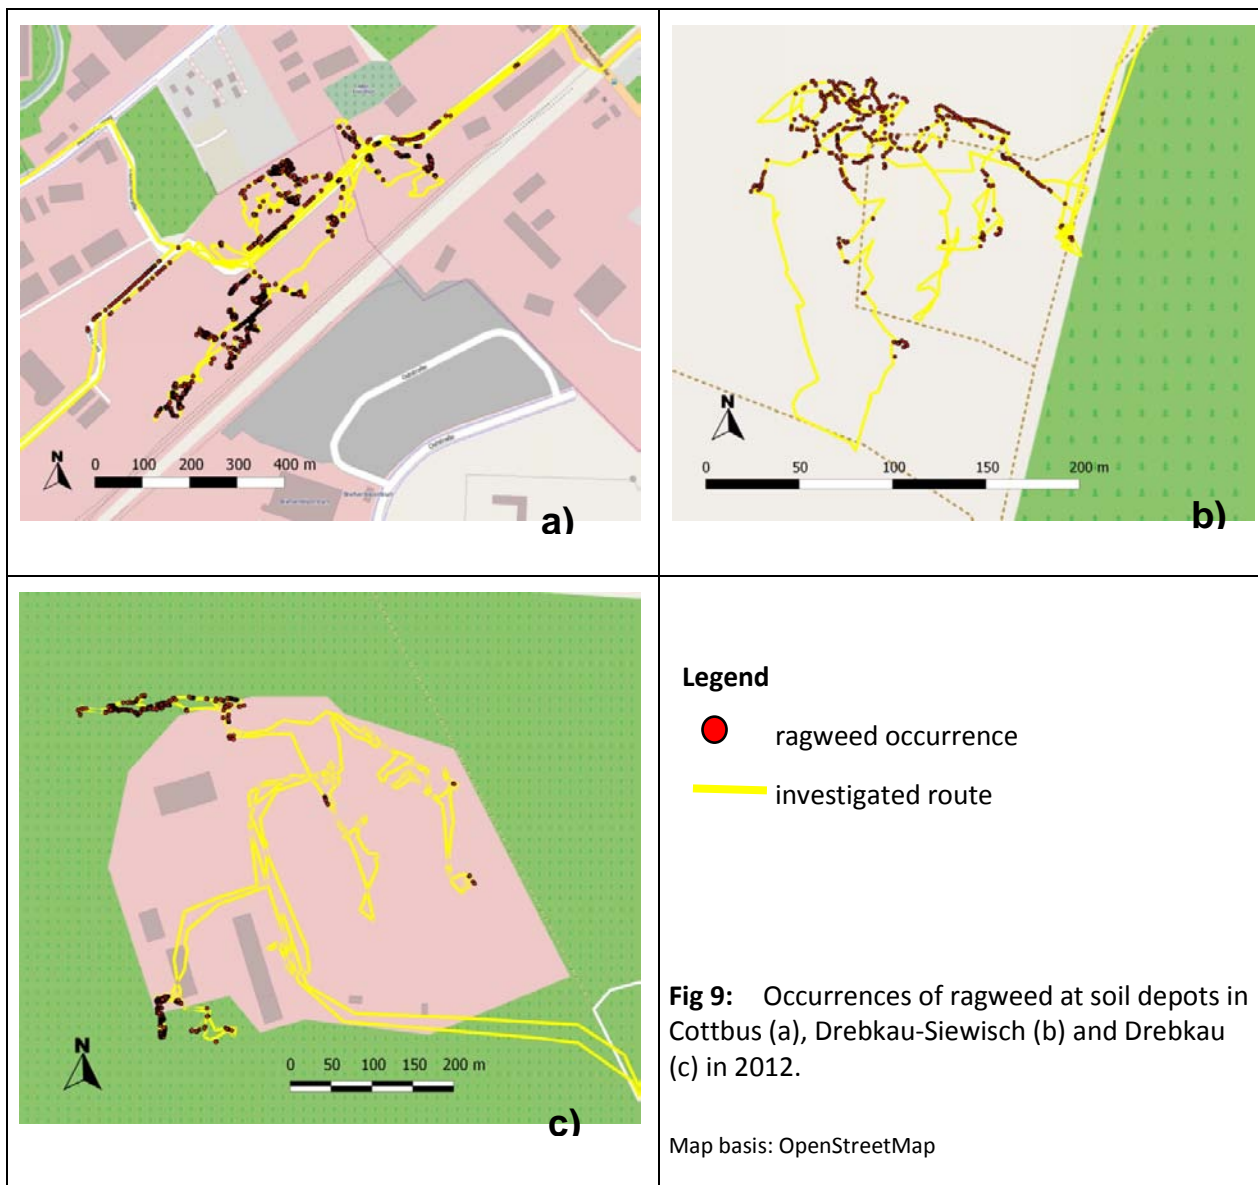 N
0 100 200 300 400 m
Oststraße
Oststraße
a)
N
0 50 100 150 200 m
b)
N
0 50 100 150 200 m
c)
Legend
ragweed occurrence
investigated route
Fig 9: Occurrences of ragweed at soil depots in
Cottbus (a), Drebkau-Siewisch (b) and Drebkau
(c) in 2012.
Map basis: OpenStreetMap